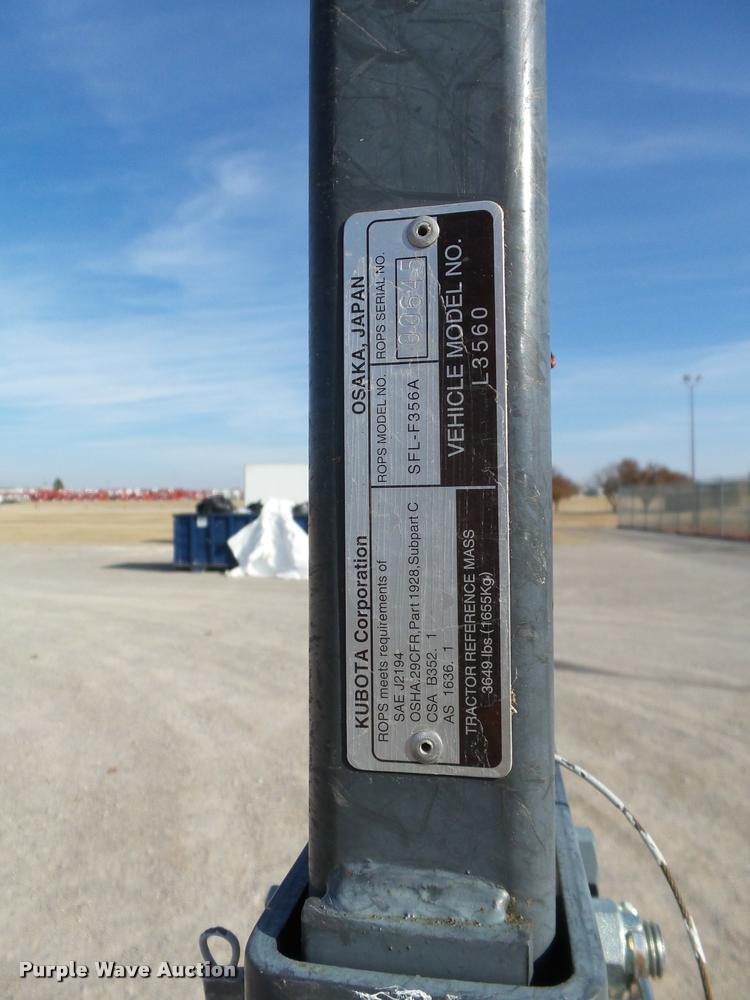 KUBOTA Corporation OSAKA, JAPAN
ROPS meets requirements of
SAE J2194
OSHA.29CFR,Part 1928,Subpart C
CSA B352. 1
AS 1636. 1
TRACTOR REFERENCE MASS
3649 lbs (1655Kg)
ROPS MODEL NO.
SFL-F356A
ROPS SERIAL NO.
00645
VEHICLE MODEL NO.
L3560
Purple Wave Auction